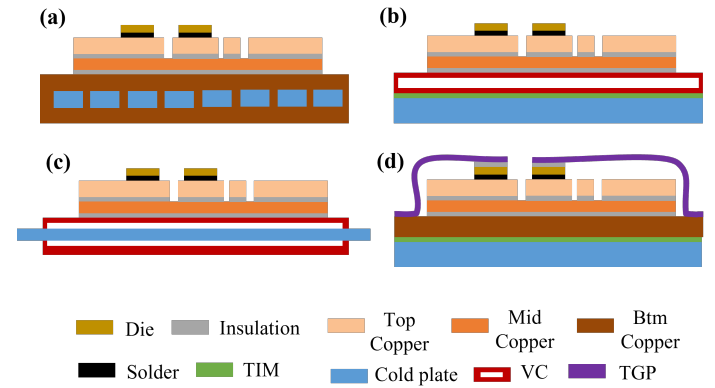 (a)
(b)
(c)
(d)
Die
Insulation
Top
Copper
Mid
Copper
Btm
Copper
Solder
TIM
Cold plate
VC
TGP